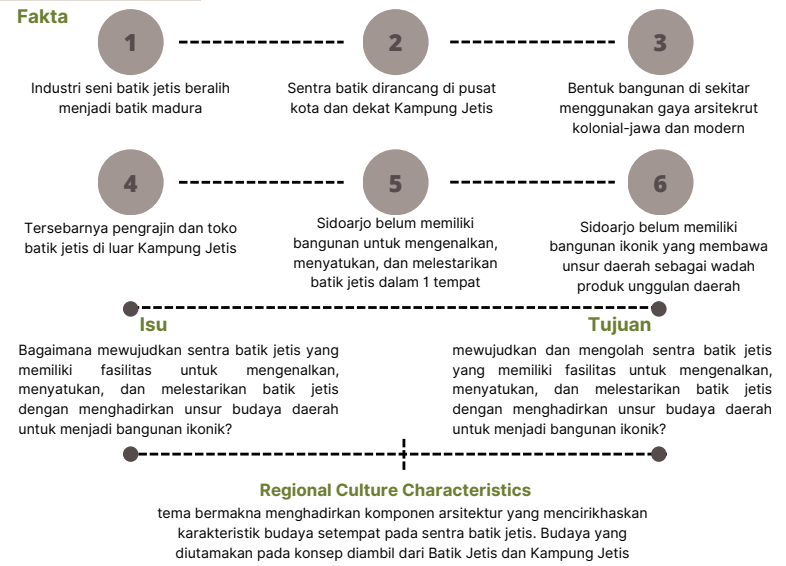 Fakta
1
2
3
Industri seni batik jetis beralih
menjadi batik madura
Sentra batik dirancang di pusat
kota dan dekat Kampung Jetis
Bentuk bangunan di sekitar
menggunakan gaya arsitekrut
kolonial-jawa dan modern
4
5
6
Tersebarnya pengrajin dan toko
batik jetis di luar Kampung Jetis
Sidoarjo belum memiliki
bangunan untuk mengenalkan,
menyatukan, dan melestarikan
batik jetis dalam 1 tempat
Sidoarjo belum memiliki
bangunan ikonik yang membawa
unsur daerah sebagai wadah
produk unggulan daerah
Isu
Bagaimana mewujudkan sentra batik jetis yang
memiliki fasilitas untuk mengenalkan,
menyatukan, dan melestarikan batik jetis
dengan menghadirkan unsur budaya daerah
untuk menjadi bangunan ikonik?
Tujuan
mewujudkan dan mengolah sentra batik jetis
yang memiliki fasilitas untuk mengenalkan,
menyatukan, dan melestarikan batik jetis
dengan menghadirkan unsur budaya daerah
untuk menjadi bangunan ikonik?
Regional Culture Characteristics
tema bermakna menghadirkan komponen arsitektur yang mencirikhaskan
karakteristik budaya setempat pada sentra batik jetis. Budaya yang
diutamakan pada konsep diambil dari Batik Jetis dan Kampung Jetis